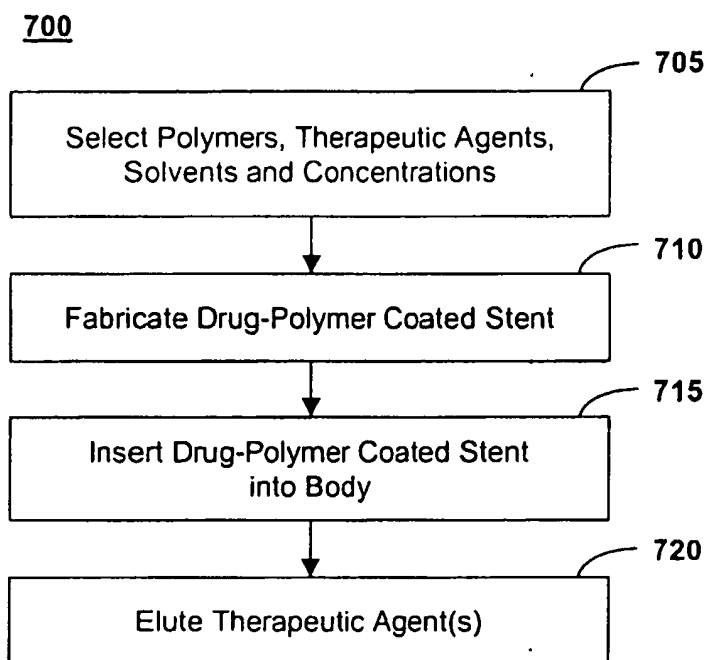 700
705
Select Polymers, Therapeutic Agents,
Solvents and Concentrations
710
Fabricate Drug-Polymer Coated Stent
715
Insert Drug-Polymer Coated Stent
into Body
720
Elute Therapeutic Agent(s)